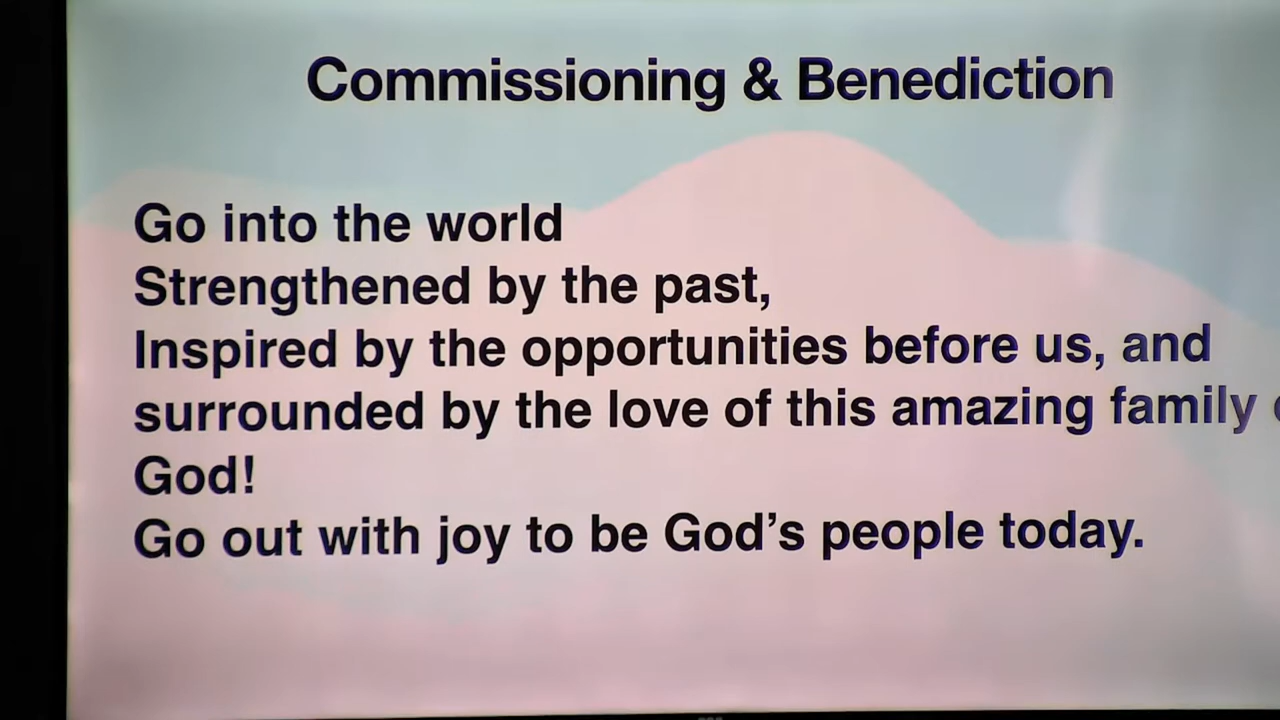 Commissioning & Benediction
Go into the world
Strengthened by the past,
Inspired by the opportunities before us, and
surrounded by the love of this amazing family
God!
Go out with joy to be God's people today.